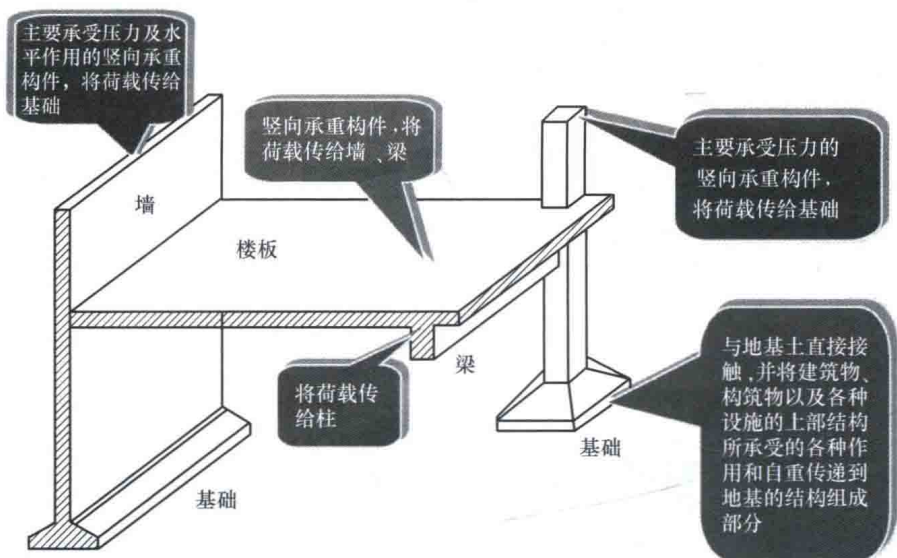 主要承受压力及水
平作用的竖向承重
构件，将荷载传给
基础
竖向承重构件，将
荷载传给墙、梁
主要承受压力的
竖向承重构件，
将荷载传给基础
墙
楼板
梁
将荷载传
给柱
基础
基础
与地基土直接接
触，并将建筑物、
构筑物以及各种
设施的上部结构
所承受的各种作
用和自重传递到
地基的结构组成
部分